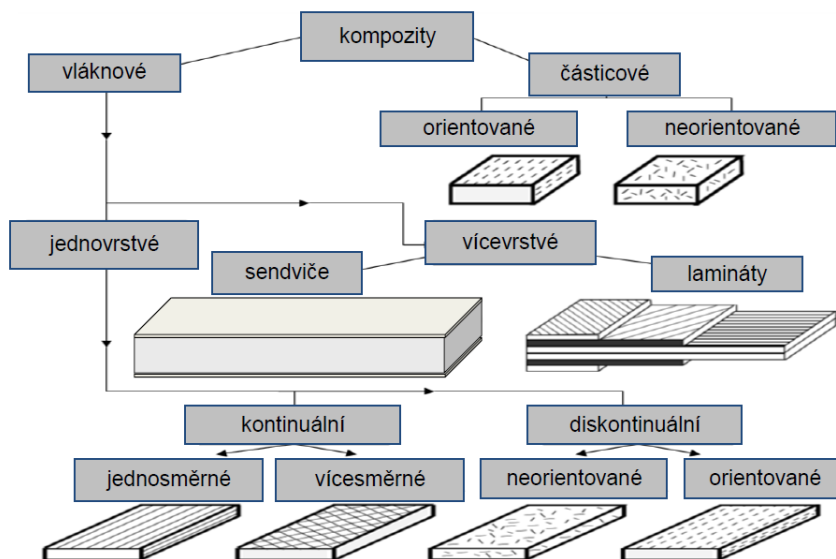 kompozity
vláknové
částicové
orientované
neorientované
jednovrstvé
vícevrstvé
sendviče
lamináty
kontinuální
diskontinuální
jednosměrné
vícesměrné
neorientované
orientované